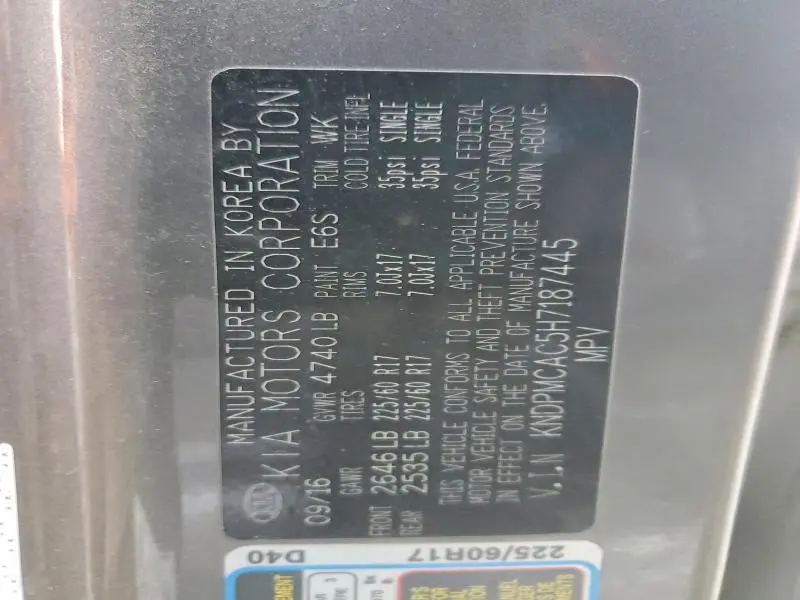 MANUFACTURED IN KOREA BY
KIA MOTORS CORPORATION
09/16 GVWR 4740LB PAINT E6S TRIM WK
GAWR TIRES RIMS COLD TIRE INFL
FRONT 2646LB 225/60 R17 7.0Jx17 35psi SINGLE
REAR 2535LB 225/60 R17 7.0Jx17 35psi SINGLE
THIS VEHICLE CONFORMS TO ALL APPLICABLE U.S.A. FEDERAL
MOTOR VEHICLE SAFETY AND THEFT PREVENTION STANDARDS
IN EFFECT ON THE DATE OF MANUFACTURE SHOWN ABOVE.
V.I.N KNDPMCAC5H7187445
MPV
KIA
D40
225/60R17